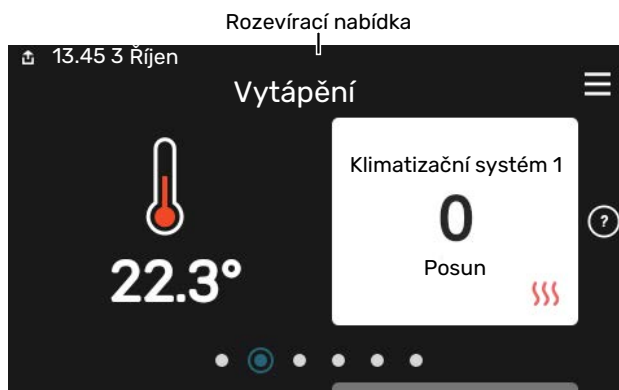 Rozevírací nabídka
13.45 3 Říjen
Vytápění
Klimatizační systém 1
0
?
22.3°
Posun